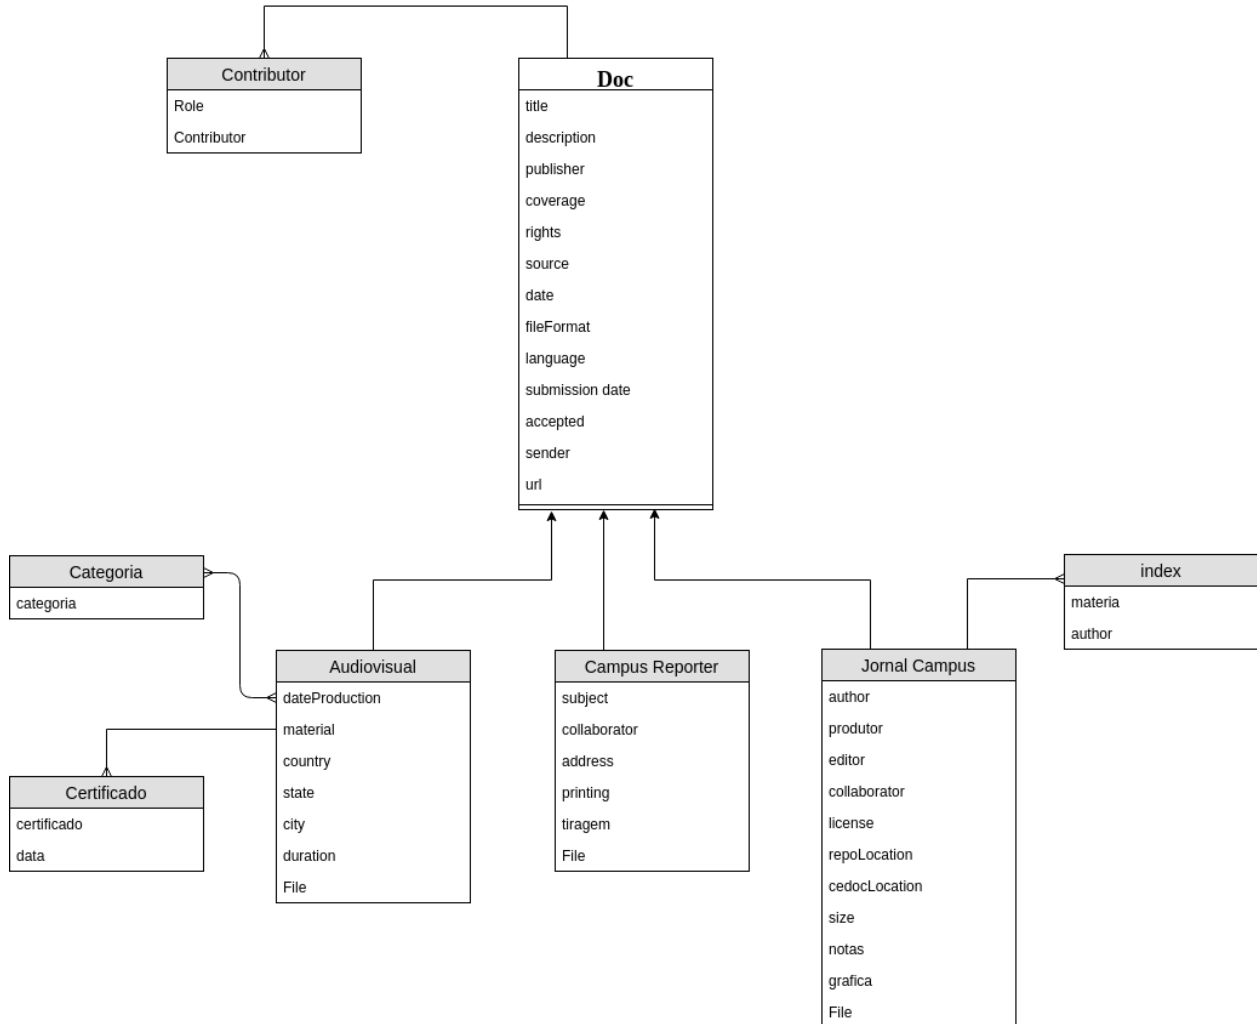 Contributor
Role
Contributor
Doc
title
description
publisher
coverage
rights
source
date
fileFormat
language
submission date
accepted
sender
url
Categoria
categoria
Certificado
certificado
data
Audiovisual
dateProduction
material
country
state
city
duration
File
Campus Reporter
subject
collaborator
address
printing
tiragem
File
Jornal Campus
author
produtor
editor
collaborator
license
repoLocation
cedocLocation
size
notas
grafica
File
index
materia
author